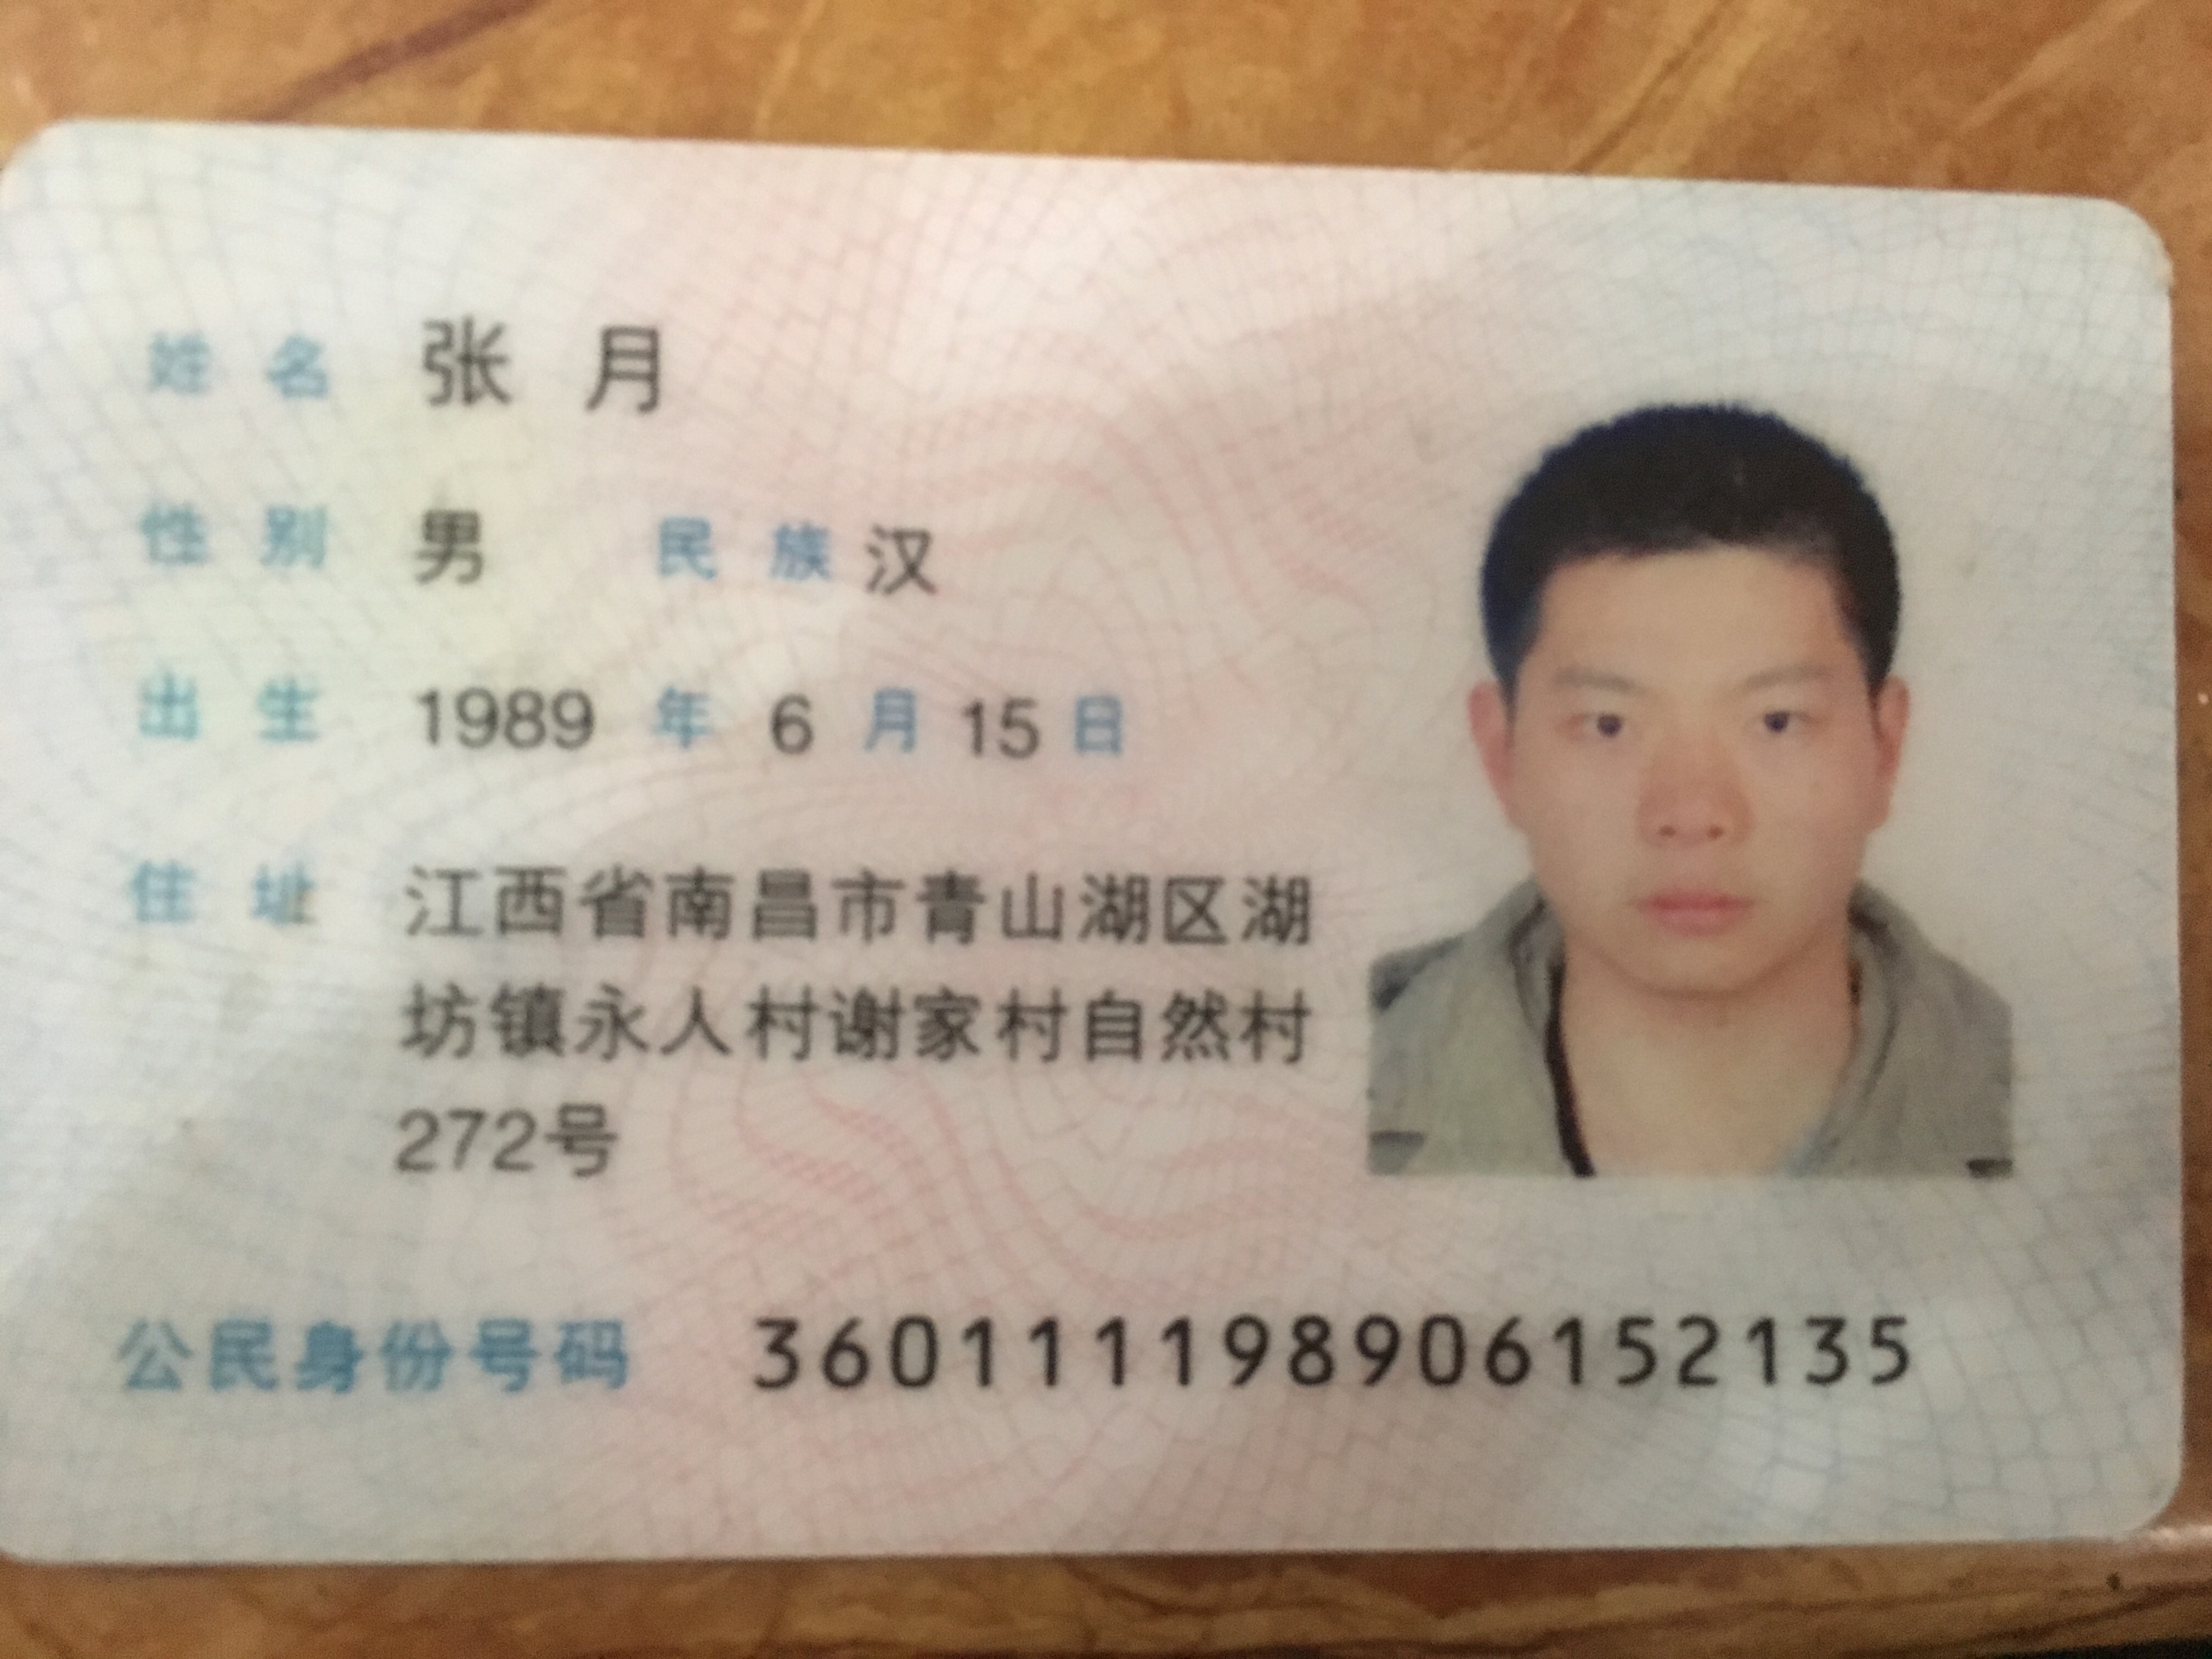 姓名 张月
性别 男 民族 汉
出生 1989 年 6 月 15 日
住址 江西省南昌市青山湖区湖
坊镇永人村谢家村自然村
272号
公民身份号码 360111198906152135